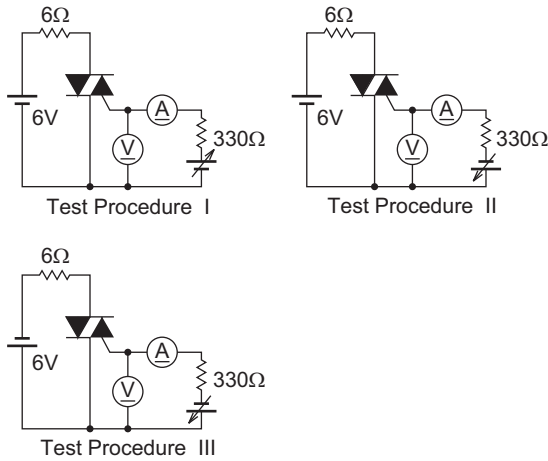 6Ω
6V
A
V
330Ω
Test Procedure I
6Ω
6V
A
V
330Ω
Test Procedure II
6Ω
6V
A
V
330Ω
Test Procedure III